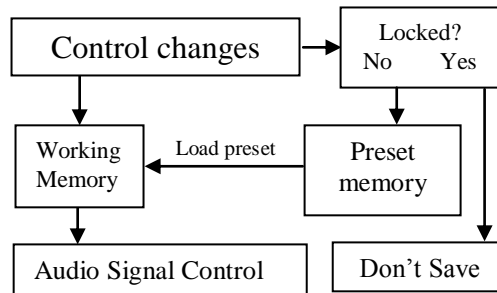 Control changes
Locked?
No Yes
Working
Memory
Load preset
Preset
memory
Audio Signal Control
Don't Save